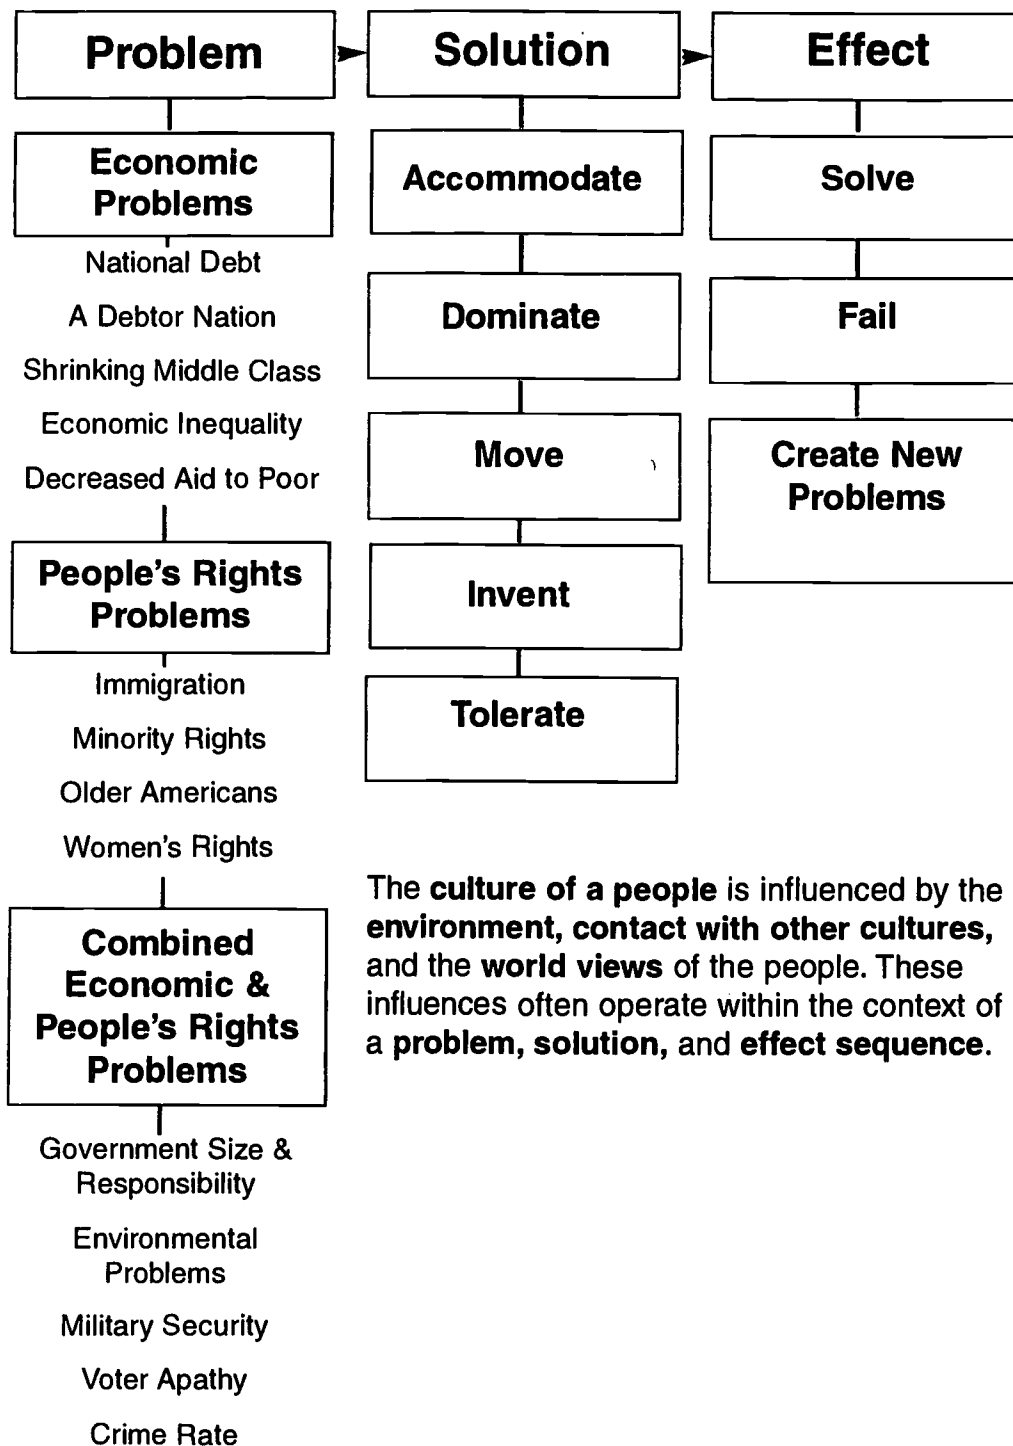 Problem
Solution
Effect
Economic
Problems
National Debt
A Debtor Nation
Shrinking Middle Class
Economic Inequality
Decreased Aid to Poor
People's Rights
Problems
Immigration
Minority Rights
Older Americans
Women's Rights
Combined
Economic &
People's Rights
Problems
Government Size &
Responsibility
Environmental
Problems
Military Security
Voter Apathy
Crime Rate
Accommodate
Dominate
Move
Invent
Tolerate
Solve
Fail
Create New
Problems
The culture of a people is influenced by the
environment, contact with other cultures,
and the world views of the people. These
influences often operate within the context of
a problem, solution, and effect sequence.